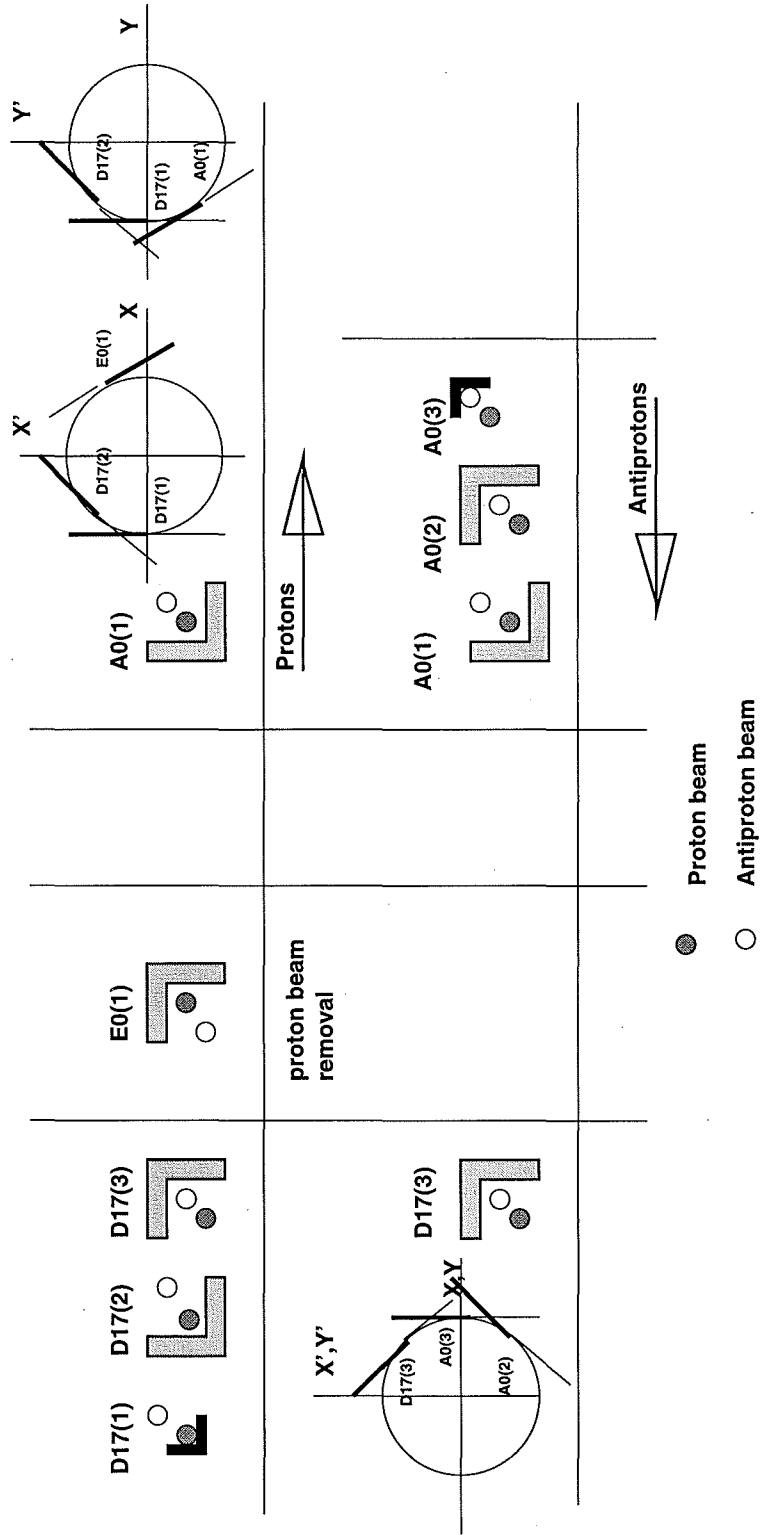 D17(1)
D17(2)
D17(3)
E0(1)
A0(1)
X'
X
D17(2)
D17(1)
E0(1)
Y'
Y
D17(2)
D17(1)
A0(1)
proton beam
removal
Protons
X',Y'
X,Y
D17(3)
A0(3)
A0(2)
D17(3)
A0(1)
A0(2)
A0(3)
Antiprotons
Proton beam
Antiproton beam